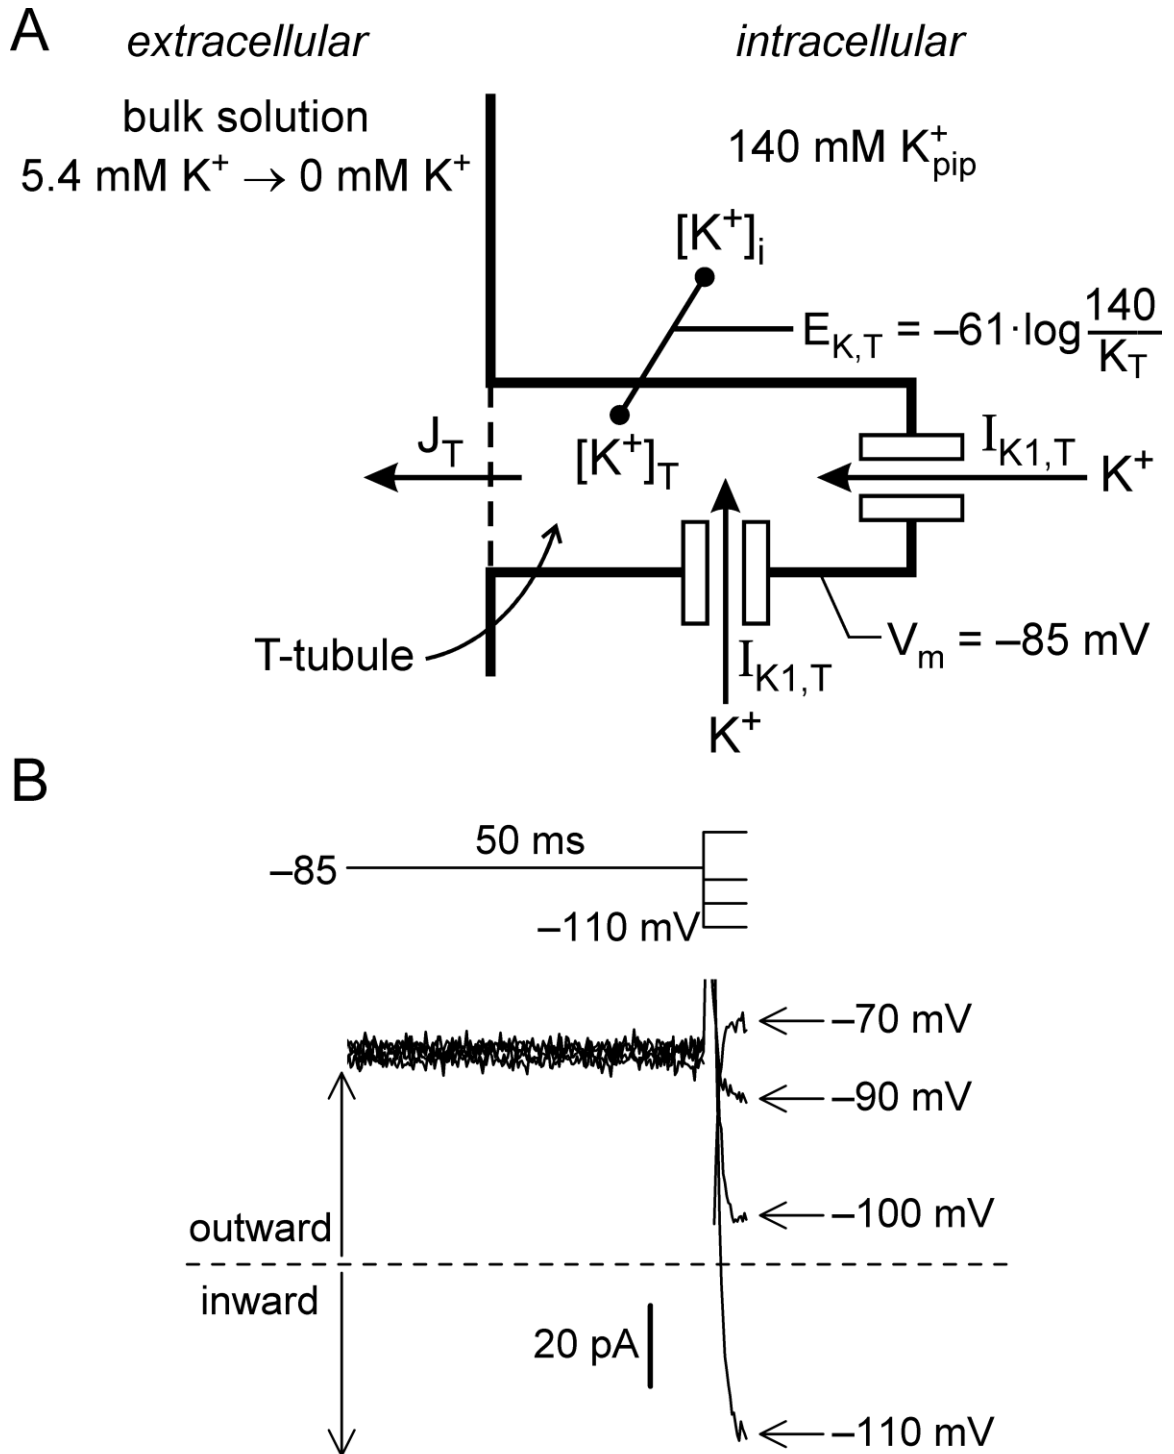 A
extracellular
intracellular
bulk solution
5.4 mM K⁺ → 0 mM K⁺
140 mM K⁺pip
[K⁺]i
EK,T = –61·log 140/KT
JT
[K⁺]T
IK1,T
K⁺
T-tubule
IK1,T
Vm = –85 mV
K⁺
B
50 ms
–85
–110 mV
–70 mV
–90 mV
outward
–100 mV
inward
20 pA
–110 mV